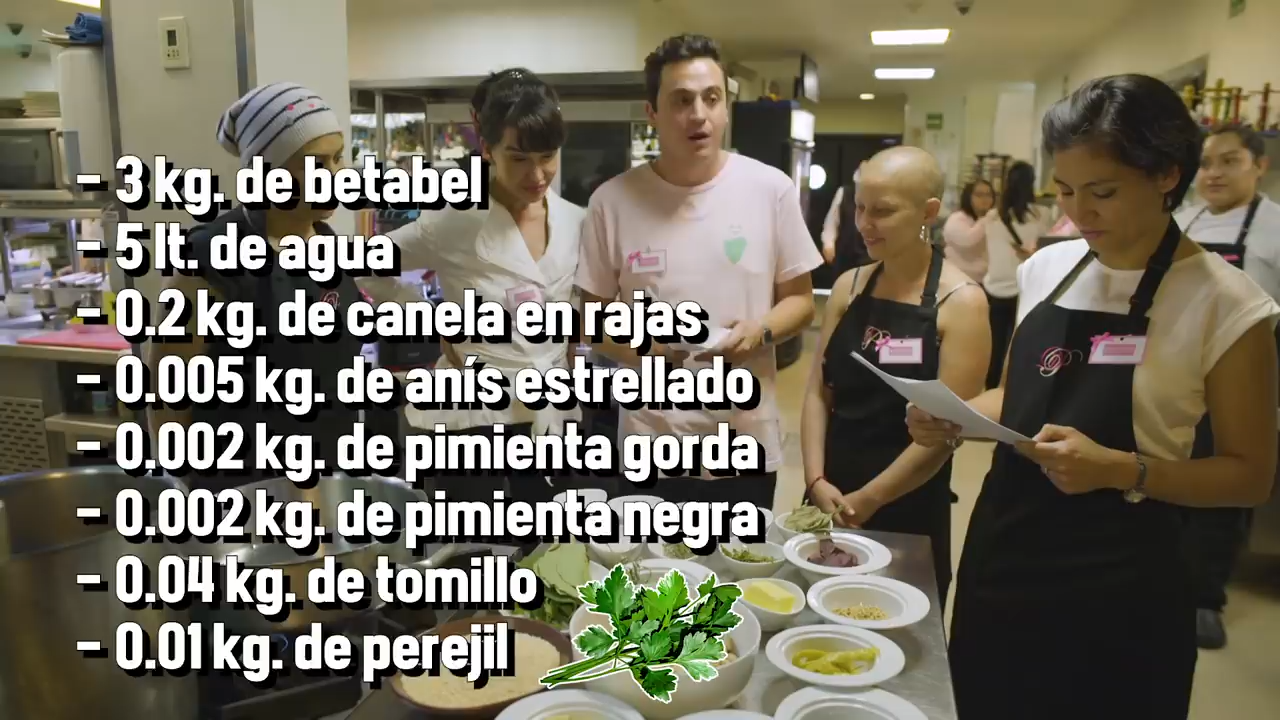 - 3 kg. de betabel
- 5 lt. de agua
- 0.2 kg. de canela en rajas
- 0.005 kg. de anís estrellado
- 0.002 kg. de pimienta gorda
- 0.002 kg. de pimienta negra
- 0.04 kg. de tomillo
- 0.01 kg. de perejil